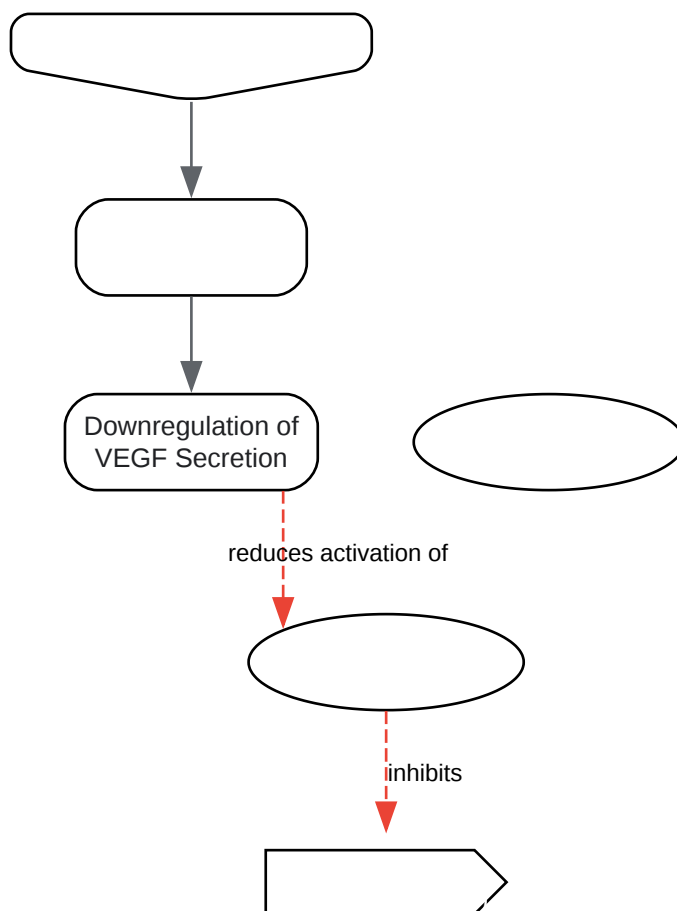 Downregulation of
VEGF Secretion
reduces activation of
inhibits